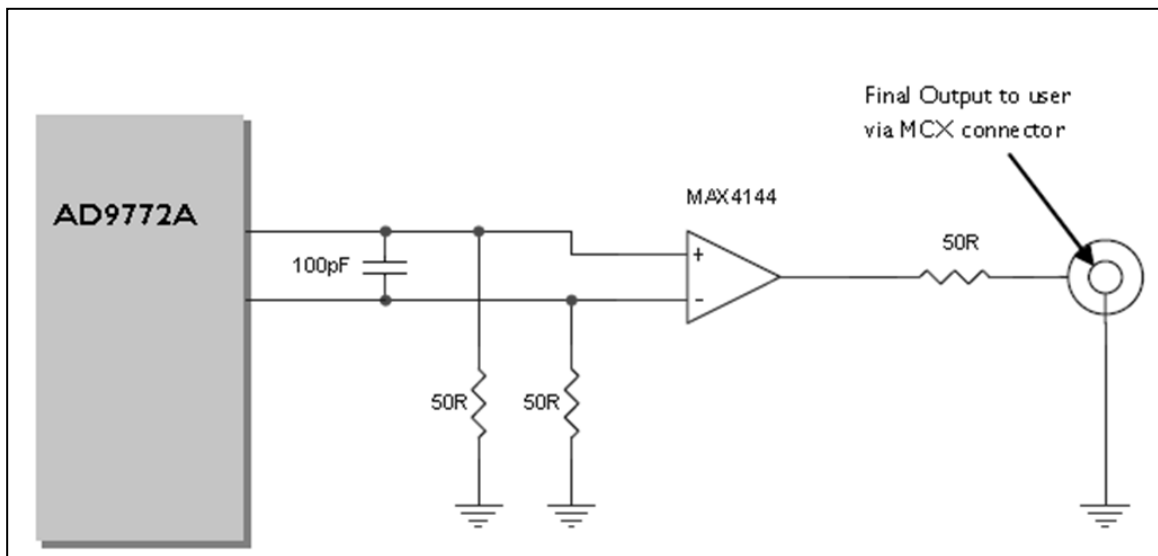 Final Output to user
via MCX connector
AD9772A
MAX4144
100pF
+
-
50R
50R
50R